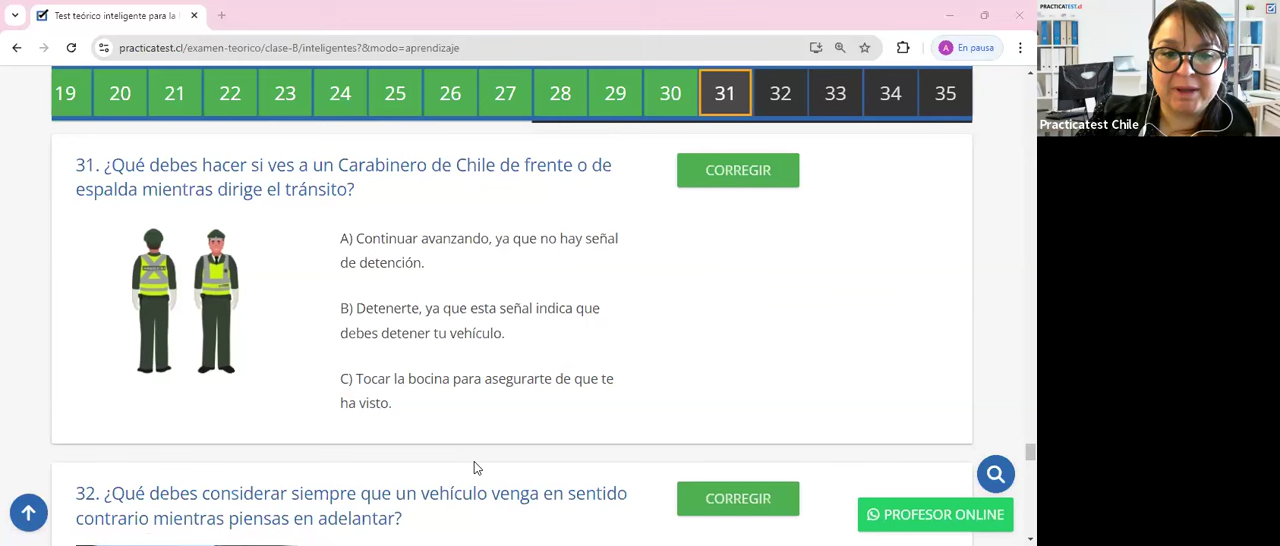 Test teórico inteligente para la
practicatest.cl/examen-teorico/clase-B/inteligentes?&modo=aprendizaje
A
En pausa
PRACTICATEST.cl
Practicatest Chile
19 20 21 22 23 24 25 26 27 28 29 30 31 32 33 34 35
31. ¿Qué debes hacer si ves a un Carabinero de Chile de frente o de
espalda mientras dirige el tránsito?
CORREGIR
A) Continuar avanzando, ya que no hay señal
de detención.
B) Detenerte, ya que esta señal indica que
debes detener tu vehículo.
C) Tocar la bocina para asegurarte de que te
ha visto.
32. ¿Qué debes considerar siempre que un vehículo venga en sentido
contrario mientras piensas en adelantar?
CORREGIR
PROFESOR ONLINE